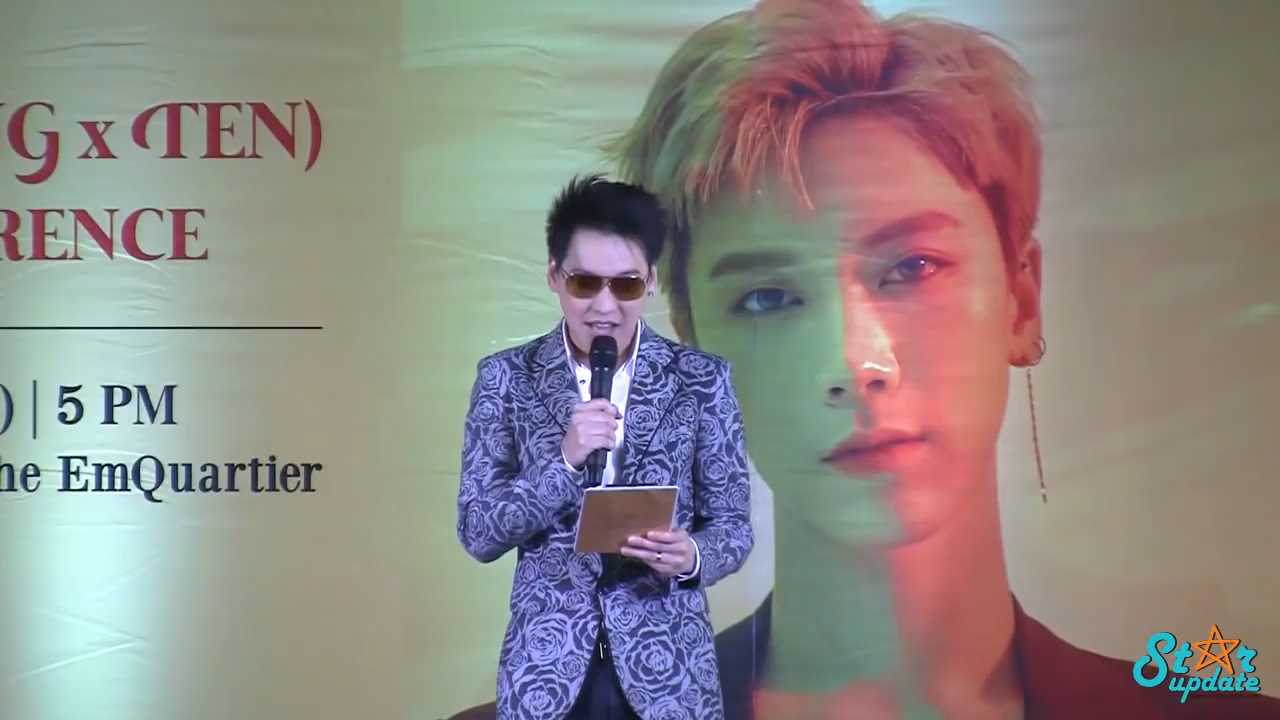 G x TEN)
RENCE
) | 5 PM
he EmQuartier
Star
update